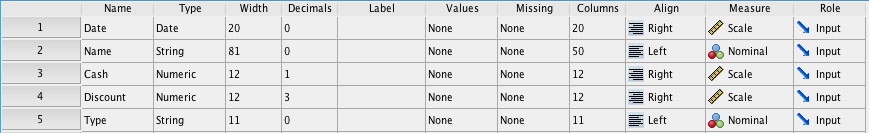 Name Type Width Decimals Label Values Missing Columns Align Measure Role
1 Date Date 20 0 None None 20 Right Scale Input
2 Name String 81 0 None None 50 Left Nominal Input
3 Cash Numeric 12 1 None None 12 Right Scale Input
4 Discount Numeric 12 3 None None 12 Right Scale Input
5 Type String 11 0 None None 11 Left Nominal Input